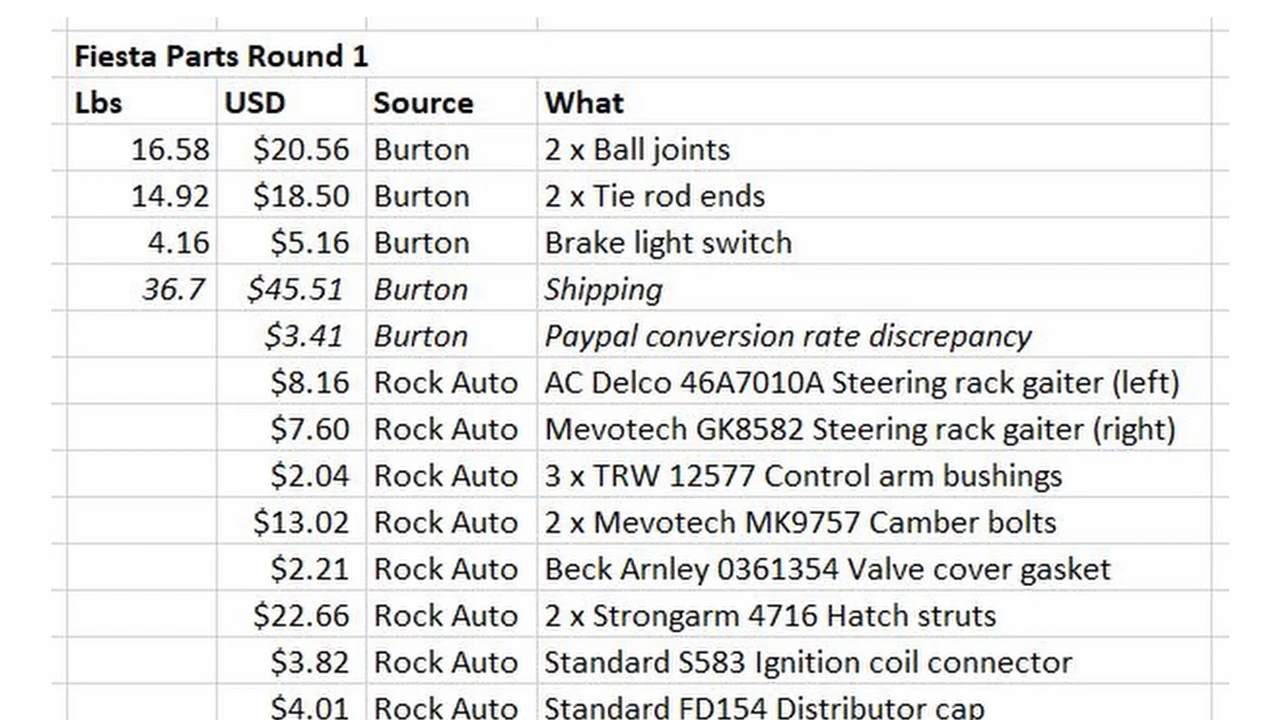 Fiesta Parts Round 1
Lbs USD Source What
16.58 $20.56 Burton 2 x Ball joints
14.92 $18.50 Burton 2 x Tie rod ends
4.16 $5.16 Burton Brake light switch
36.7 $45.51 Burton Shipping
$3.41 Burton Paypal conversion rate discrepancy
$8.16 Rock Auto AC Delco 46A7010A Steering rack gaiter (left)
$7.60 Rock Auto Mevotech GK8582 Steering rack gaiter (right)
$2.04 Rock Auto 3 x TRW 12577 Control arm bushings
$13.02 Rock Auto 2 x Mevotech MK9757 Camber bolts
$2.21 Rock Auto Beck Arnley 0361354 Valve cover gasket
$22.66 Rock Auto 2 x Strongarm 4716 Hatch struts
$3.82 Rock Auto Standard S583 Ignition coil connector
$4.01 Rock Auto Standard FD154 Distributor cap